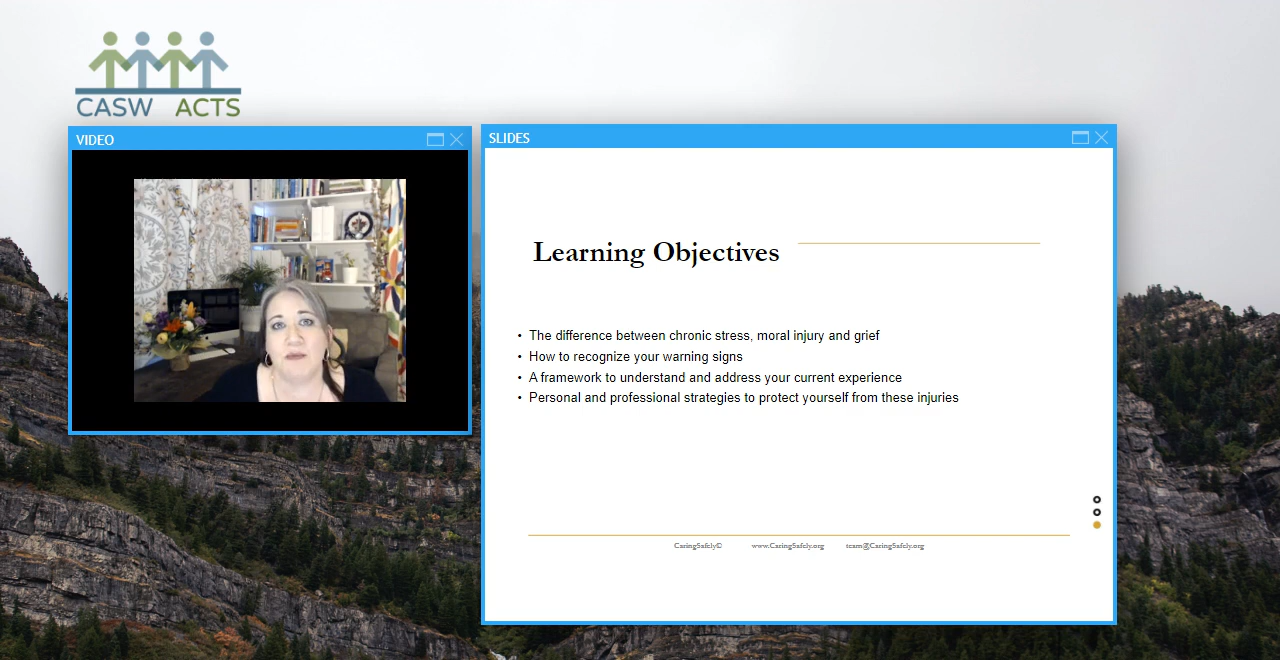 CASW ACTS
VIDEO
SLIDES
Learning Objectives
• The difference between chronic stress, moral injury and grief
• How to recognize your warning signs
• A framework to understand and address your current experience
• Personal and professional strategies to protect yourself from these injuries
CaringSafely© www.CaringSafely.org team@CaringSafely.org